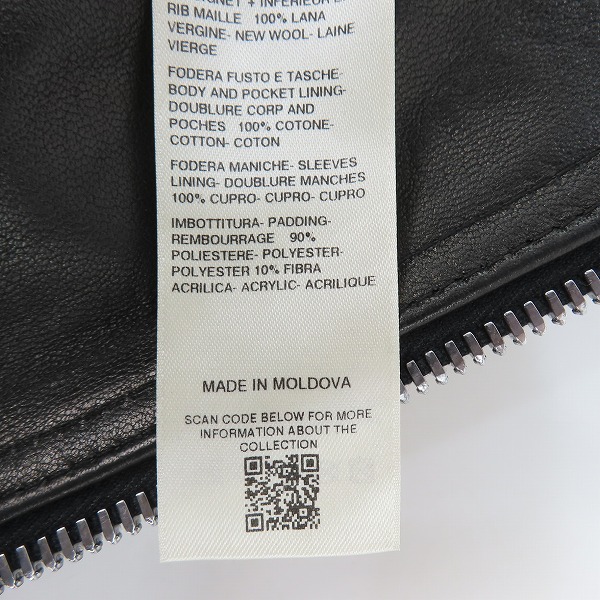 + INFERIEUR
RIB MAILLE 100% LANA
VERGINE- NEW WOOL- LAINE
VIERGE
FODERA FUSTO E TASCHE-
BODY AND POCKET LINING-
DOUBLURE CORP AND
POCHES 100% COTONE-
COTTON- COTON
FODERA MANICHE- SLEEVES
LINING- DOUBLURE MANCHES
100% CUPRO- CUPRO- CUPRO
IMBOTTITURA- PADDING-
REMBOURRAGE 90%
POLIESTERE- POLYESTER-
POLYESTER 10% FIBRA
ACRILICA- ACRYLIC- ACRILIQUE
MADE IN MOLDOVA
SCAN CODE BELOW FOR MORE
INFORMATION ABOUT THE
COLLECTION